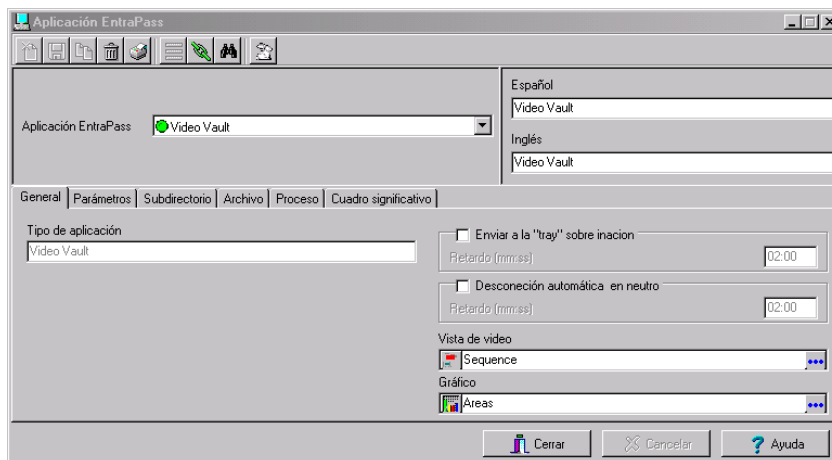 Aplicación EntraPass
Español
Video Vault
Aplicación EntraPass
Video Vault
Inglés
Video Vault
General
Parámetros
Subdirectorio
Archivo
Proceso
Cuadro significativo
Tipo de aplicación
Video Vault
Enviar a la "tray" sobre inacion
Retardo (mm:ss)
02:00
Desconeción automática en neutro
Retardo (mm:ss)
02:00
Vista de video
Sequence
Gráfico
Areas
Cerrar
Cancelar
Ayuda